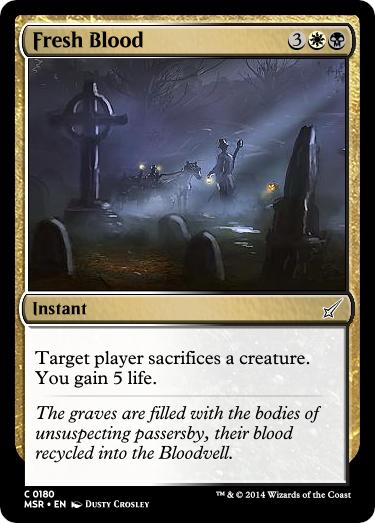 Fresh Blood 3
Instant
Target player sacrifices a creature.
You gain 5 life.
The graves are filled with the bodies of
unsuspecting passersby, their blood
recycled into the Bloodvell.
C 0180
MSR • EN DUSTY CROSLEY
™ & © 2014 Wizards of the Coast